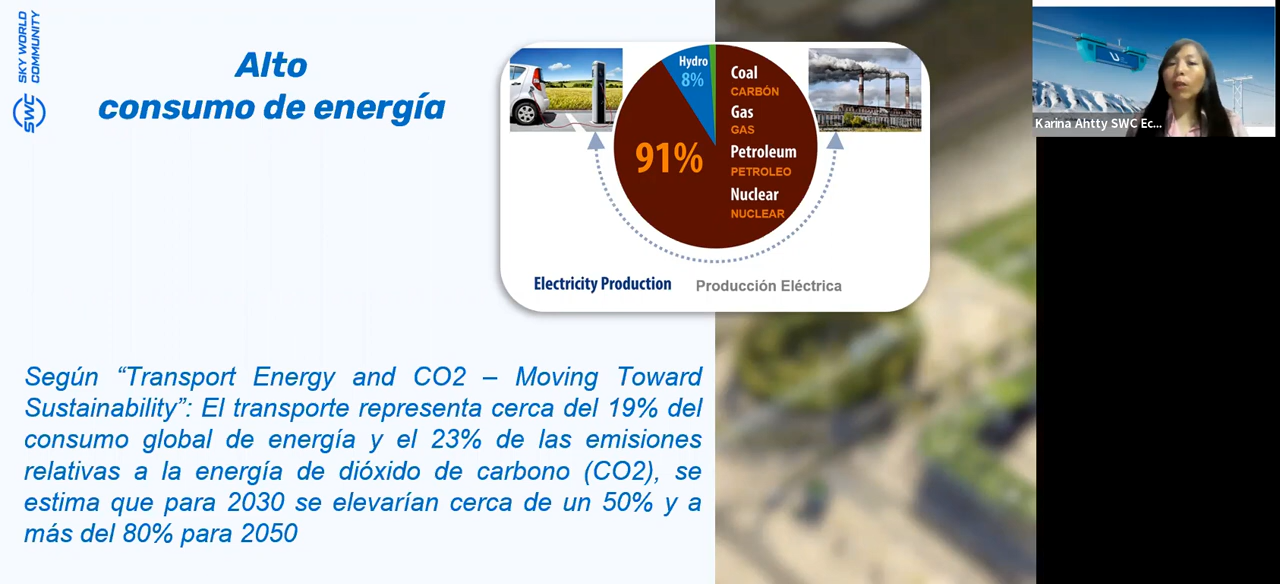 SKY WORLD
COMMUNITY
SWC
Alto
consumo de energía
Hydro
8%
91%
Coal
CARBÓN
Gas
GAS
Petroleum
PETROLEO
Nuclear
NUCLEAR
Electricity Production
Producción Eléctrica
Según “Transport Energy and CO2 – Moving Toward
Sustainability”: El transporte representa cerca del 19% del
consumo global de energía y el 23% de las emisiones
relativas a la energía de dióxido de carbono (CO2), se
estima que para 2030 se elevarían cerca de un 50% y a
más del 80% para 2050
Karina Ahtty SWC Ec...